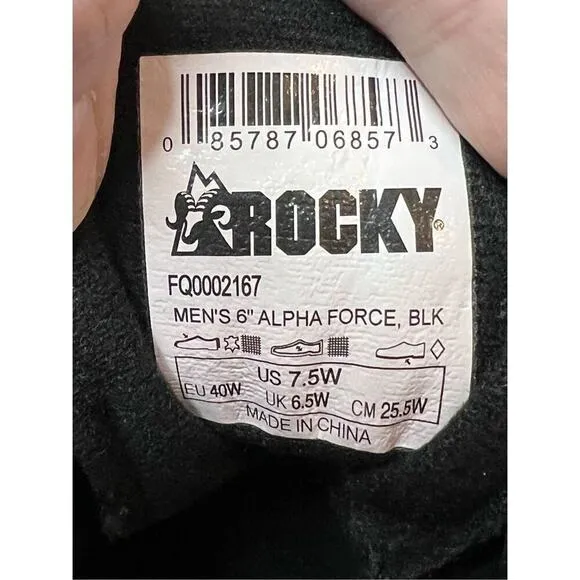 0 85787 06857 3
ROCKY®
FQ0002167
MEN'S 6" ALPHA FORCE, BLK
US 7.5W
EU 40W UK 6.5W CM 25.5W
MADE IN CHINA